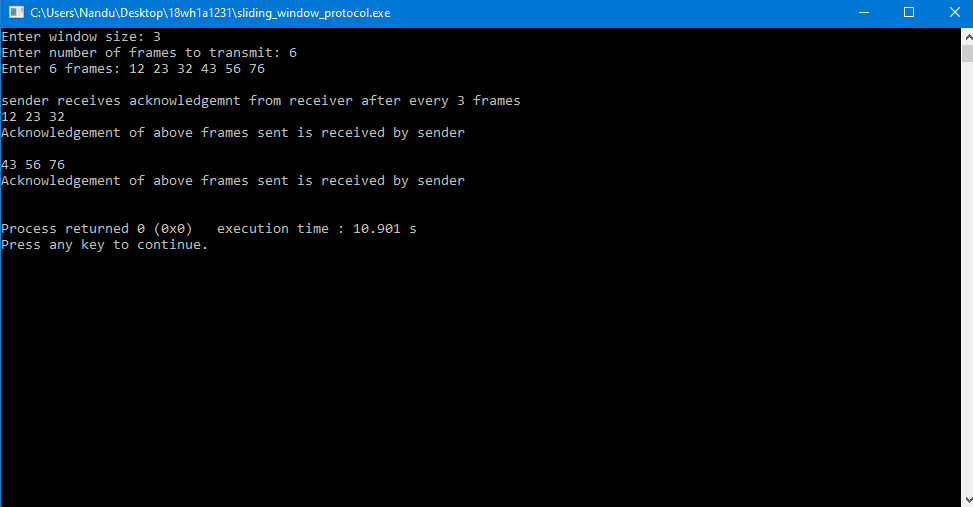 C:\Users\Nandu\Desktop\18wh1a1231\sliding_window_protocol.exe
Enter window size: 3
Enter number of frames to transmit: 6
Enter 6 frames: 12 23 32 43 56 76
sender receives acknowledgemnt from receiver after every 3 frames
12 23 32
Acknowledgement of above frames sent is received by sender
43 56 76
Acknowledgement of above frames sent is received by sender
Process returned 0 (0x0)   execution time : 10.901 s
Press any key to continue.